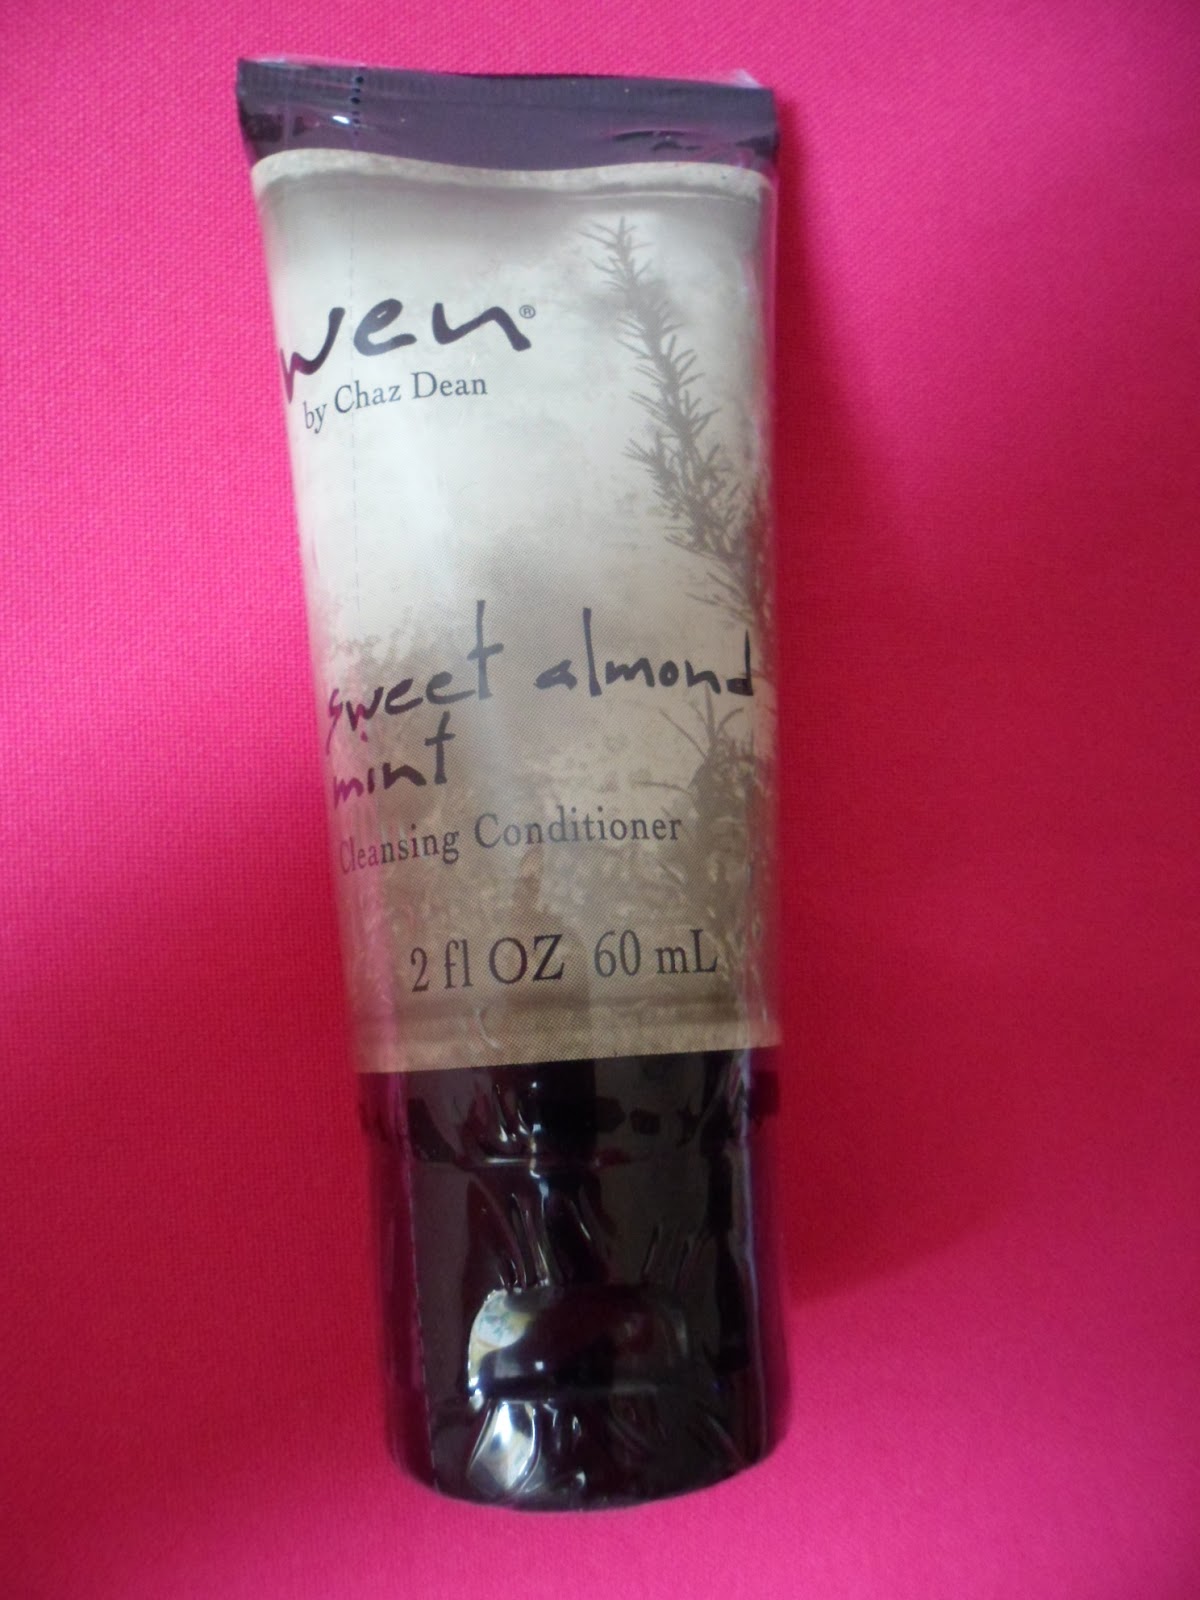 wen®
by Chaz Dean
sweet almond
mint
Cleansing Conditioner
2 fl OZ 60 mL